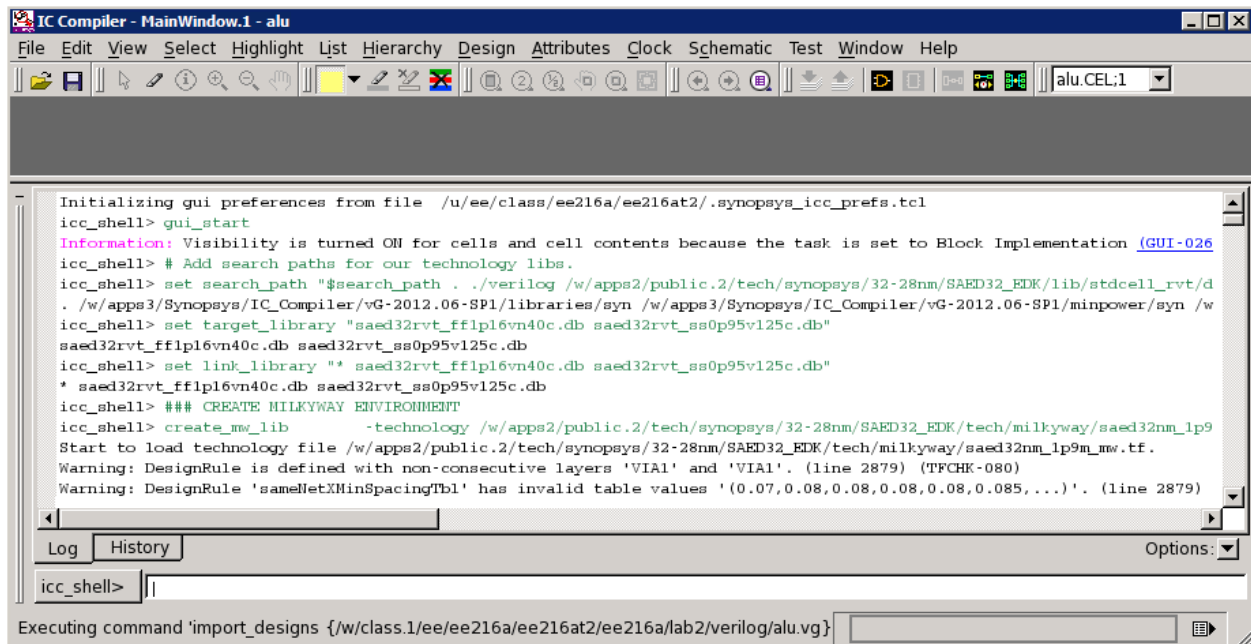 IC Compiler - MainWindow.1 - alu
File Edit View Select Highlight List Hierarchy Design Attributes Clock Schematic Test Window Help
alu.CEL;1
Initializing gui preferences from file /u/ee/class/ee216a/ee216at2/.synopsys_icc_prefs.tcl
icc_shell> gui_start
Information: Visibility is turned ON for cells and cell contents because the task is set to Block Implementation (GUI-026
icc_shell> # Add search paths for our technology libs.
icc_shell> set search_path "$search_path . ./verilog /w/apps2/public.2/tech/synopsys/32-28nm/SAED32_EDK/lib/stdcell_rvt/d
. /w/apps3/Synopsys/IC_Compiler/vG-2012.06-SP1/libraries/syn /w/apps3/Synopsys/IC_Compiler/vG-2012.06-SP1/minpower/syn /w
icc_shell> set target_library "saed32rvt_ff1p16vn40c.db saed32rvt_ss0p95v125c.db"
saed32rvt_ff1p16vn40c.db saed32rvt_ss0p95v125c.db
icc_shell> set link_library "* saed32rvt_ff1p16vn40c.db saed32rvt_ss0p95v125c.db"
* saed32rvt_ff1p16vn40c.db saed32rvt_ss0p95v125c.db
icc_shell> ### CREATE MILKYWAY ENVIRONMENT
icc_shell> create_mw_lib -technology /w/apps2/public.2/tech/synopsys/32-28nm/SAED32_EDK/tech/milkyway/saed32nm_1p9
Start to load technology file /w/apps2/public.2/tech/synopsys/32-28nm/SAED32_EDK/tech/milkyway/saed32nm_1p9m_mw.tf.
Warning: DesignRule is defined with non-consecutive layers 'VIA1' and 'VIA1'. (line 2879) (TFCHK-080)
Warning: DesignRule 'sameNetXMinSpacingTbl' has invalid table values '(0.07,0.08,0.08,0.08,0.08,0.085,...)'. (line 2879)
Log History Options:
icc_shell>
Executing command 'import_designs {/w/class.1/ee/ee216a/ee216at2/ee216a/lab2/verilog/alu.vg}